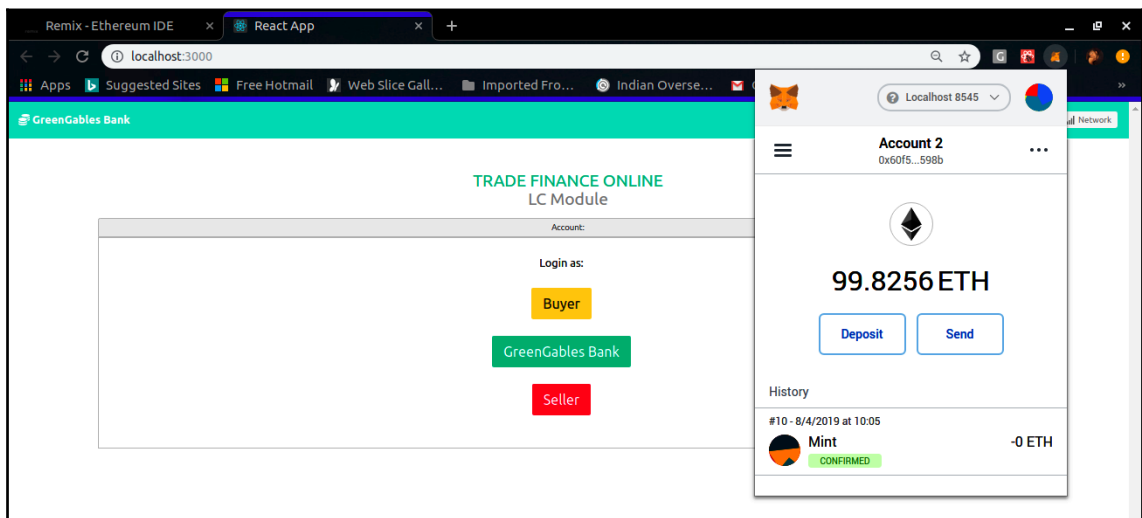 Remix - Ethereum IDE
React App
localhost:3000
Apps
Suggested Sites
Free Hotmail
Web Slice Gall...
Imported Fro...
Indian Overse...
GreenGables Bank
Network
TRADE FINANCE ONLINE
LC Module
Account:
Login as:
Buyer
GreenGables Bank
Seller
Localhost 8545
Account 2
0x60f5...598b
99.8256 ETH
Deposit
Send
History
#10 - 8/4/2019 at 10:05
Mint
-0 ETH
CONFIRMED